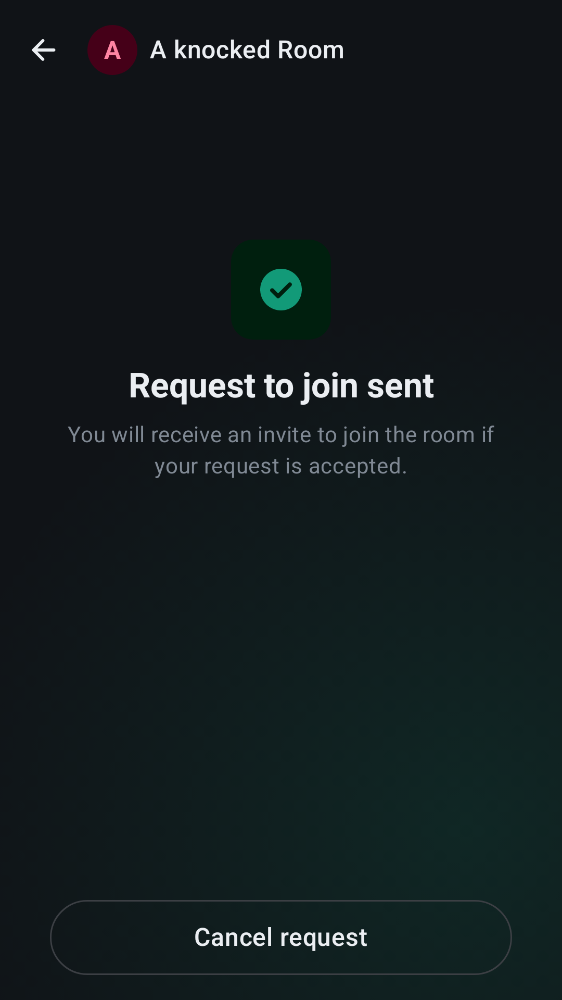 A
A knocked Room
Request to join sent
You will receive an invite to join the room if
your request is accepted.
Cancel request